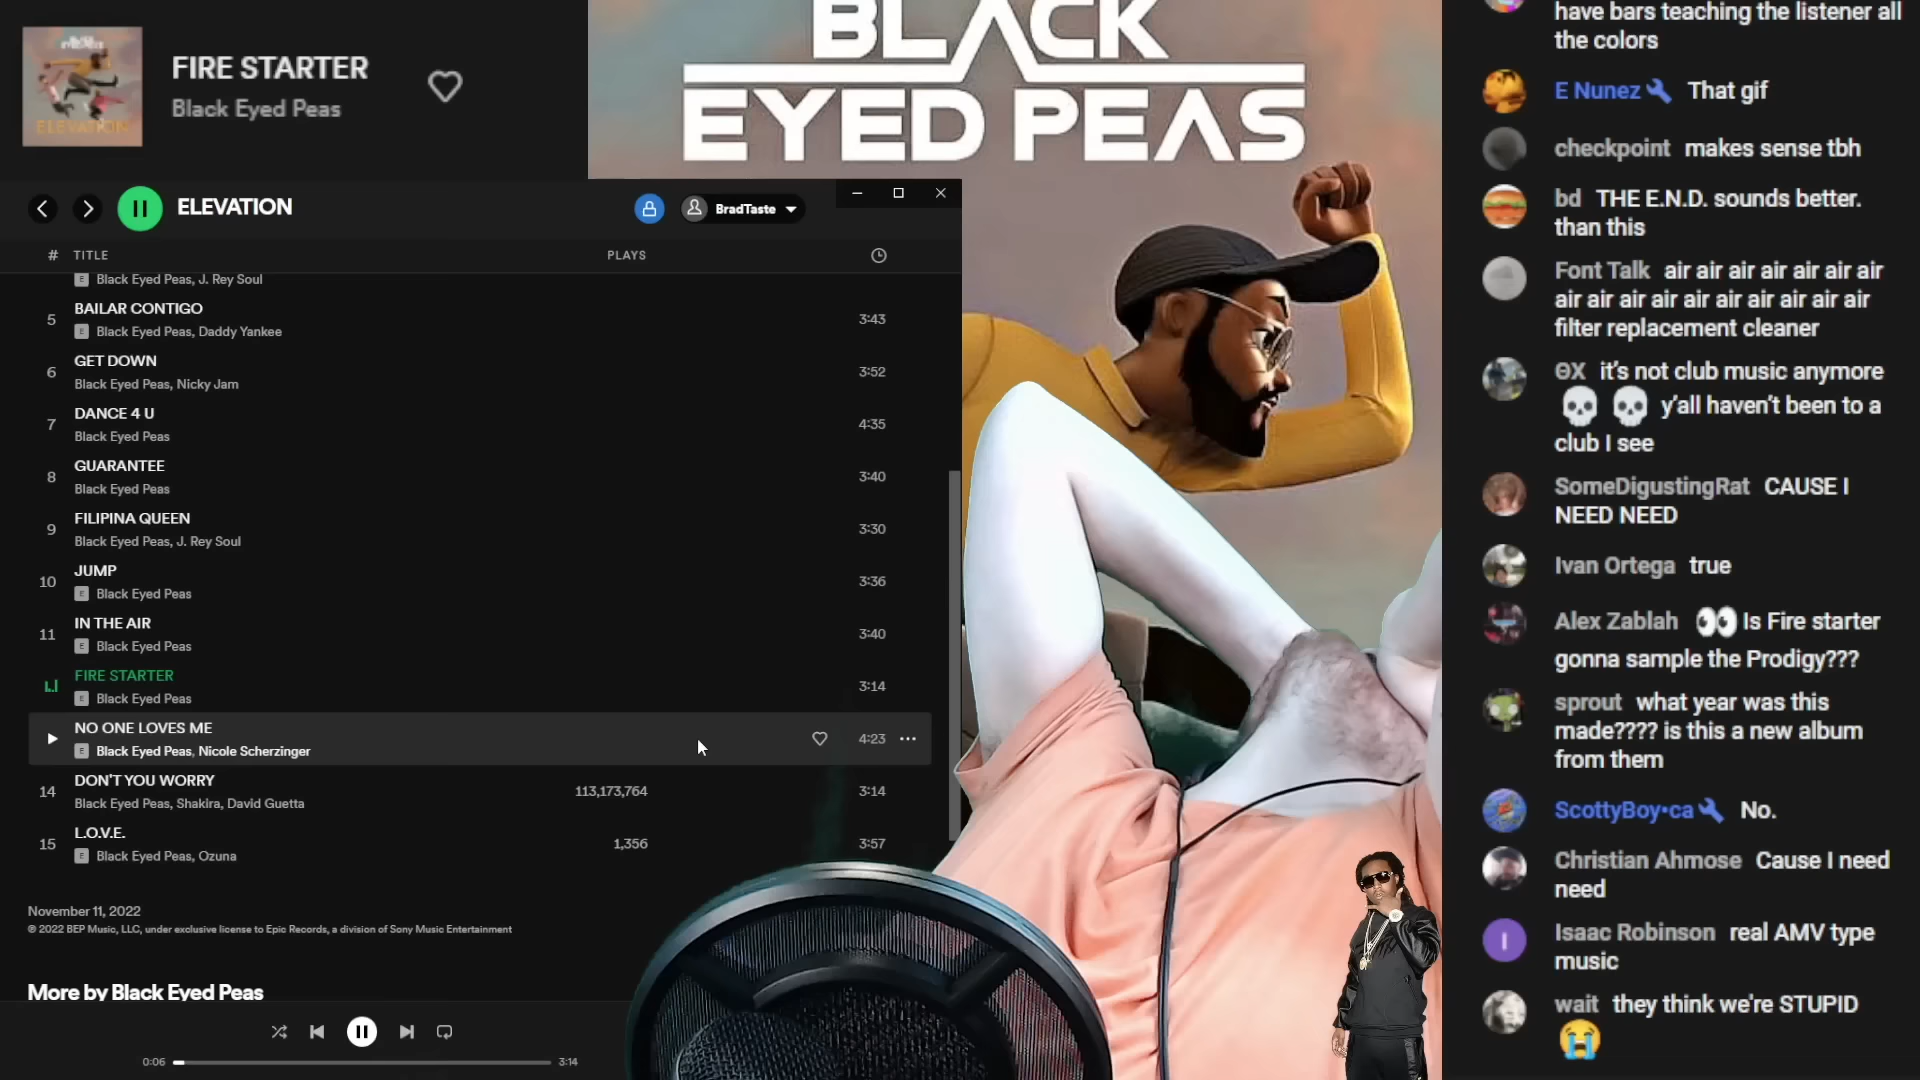 FIRE STARTER
Black Eyed Peas
BLACK
EYED PEAS
ELEVATION
ELEVATION
BradTaste
# TITLE PLAYS
Black Eyed Peas, J. Rey Soul
5 BAILAR CONTIGO 3:43
E Black Eyed Peas, Daddy Yankee
6 GET DOWN 3:52
Black Eyed Peas, Nicky Jam
7 DANCE 4 U 4:35
Black Eyed Peas
8 GUARANTEE 3:40
Black Eyed Peas
9 FILIPINA QUEEN 3:30
Black Eyed Peas, J. Rey Soul
10 JUMP 3:36
E Black Eyed Peas
11 IN THE AIR 3:40
E Black Eyed Peas
FIRE STARTER 3:14
E Black Eyed Peas
NO ONE LOVES ME 4:23
E Black Eyed Peas, Nicole Scherzinger
14 DON'T YOU WORRY 113,173,764 3:14
Black Eyed Peas, Shakira, David Guetta
15 L.O.V.E. 1,356 3:57
E Black Eyed Peas, Ozuna
November 11, 2022
℗ 2022 BEP Music, LLC, under exclusive license to Epic Records, a division of Sony Music Entertainment
More by Black Eyed Peas
0:06 3:14
have bars teaching the listener all
the colors
E Nunez That gif
checkpoint makes sense tbh
bd THE E.N.D. sounds better.
than this
Font Talk air air air air air air air
air air air air air air air air air
filter replacement cleaner
ΘX it's not club music anymore
💀 💀 y'all haven't been to a
club I see
SomeDigustingRat CAUSE I
NEED NEED
Ivan Ortega true
Alex Zablah 👀 Is Fire starter
gonna sample the Prodigy???
sprout what year was this
made???? is this a new album
from them
ScottyBoy•ca No.
Christian Ahmose Cause I need
need
I
Isaac Robinson real AMV type
music
wait they think we're STUPID
😭